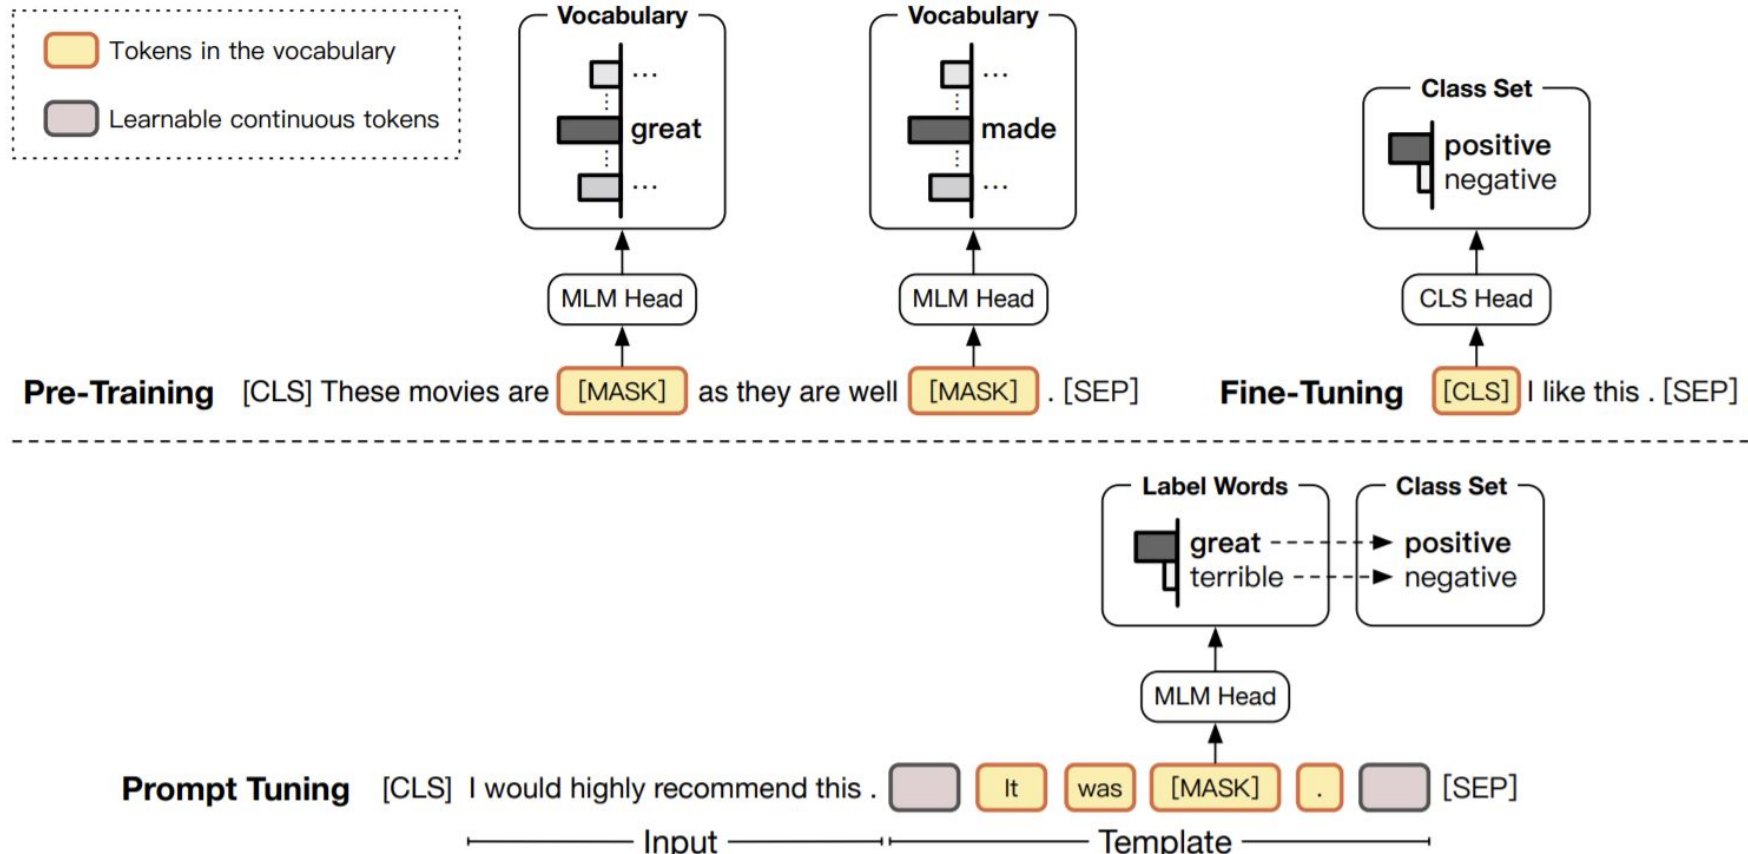 Tokens in the vocabulary
Learnable continuous tokens
Vocabulary
...
great
...
Vocabulary
...
made
...
Class Set
positive
negative
MLM Head
MLM Head
CLS Head
Pre-Training [CLS] These movies are [MASK] as they are well [MASK] . [SEP]
Fine-Tuning [CLS] I like this . [SEP]
Label Words
great
terrible
Class Set
positive
negative
MLM Head
Prompt Tuning [CLS] I would highly recommend this . It was [MASK] . [SEP]
Input Template